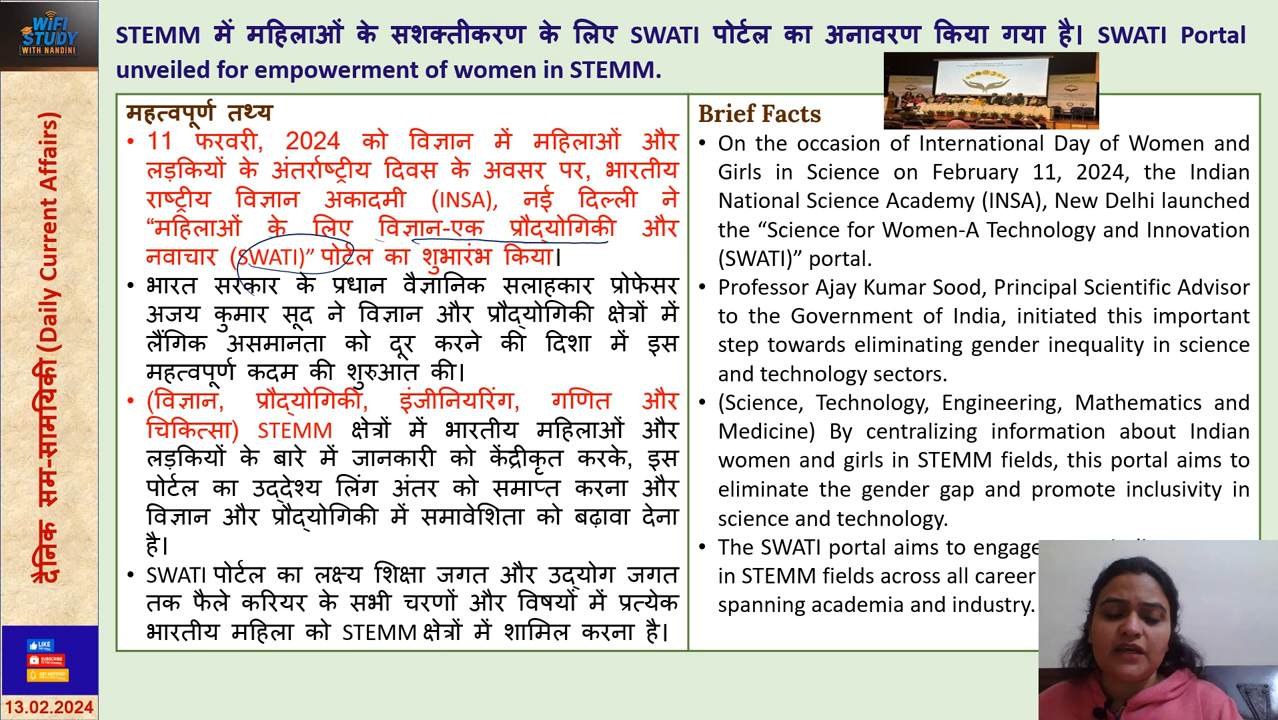 WiFi
STUDY
WITH NANDINI
दैनिक सम-सामयिकी (Daily Current Affairs)
LIKE
SUBSCRIBE
13.02.2024
STEMM में महिलाओं के सशक्तीकरण के लिए SWATI पोर्टल का अनावरण किया गया है। SWATI Portal
unveiled for empowerment of women in STEMM.
महत्वपूर्ण तथ्य
• 11 फरवरी, 2024 को विज्ञान में महिलाओं और
लड़कियों के अंतर्राष्ट्रीय दिवस के अवसर पर, भारतीय
राष्ट्रीय विज्ञान अकादमी (INSA), नई दिल्ली ने
“महिलाओं के लिए विज्ञान-एक प्रौद्योगिकी और
नवाचार (SWATI)” पोर्टल का शुभारंभ किया।
• भारत सरकार के प्रधान वैज्ञानिक सलाहकार प्रोफेसर
अजय कुमार सूद ने विज्ञान और प्रौद्योगिकी क्षेत्रों में
लैंगिक असमानता को दूर करने की दिशा में इस
महत्वपूर्ण कदम की शुरुआत की।
• (विज्ञान, प्रौद्योगिकी, इंजीनियरिंग, गणित और
चिकित्सा) STEMM क्षेत्रों में भारतीय महिलाओं और
लड़कियों के बारे में जानकारी को केंद्रीकृत करके, इस
पोर्टल का उद्देश्य लिंग अंतर को समाप्त करना और
विज्ञान और प्रौद्योगिकी में समावेशिता को बढ़ावा देना
है।
• SWATI पोर्टल का लक्ष्य शिक्षा जगत और उद्योग जगत
तक फैले करियर के सभी चरणों और विषयों में प्रत्येक
भारतीय महिला को STEMM क्षेत्रों में शामिल करना है।
Brief Facts
• On the occasion of International Day of Women and
Girls in Science on February 11, 2024, the Indian
National Science Academy (INSA), New Delhi launched
the “Science for Women-A Technology and Innovation
(SWATI)” portal.
• Professor Ajay Kumar Sood, Principal Scientific Advisor
to the Government of India, initiated this important
step towards eliminating gender inequality in science
and technology sectors.
• (Science, Technology, Engineering, Mathematics and
Medicine) By centralizing information about Indian
women and girls in STEMM fields, this portal aims to
eliminate the gender gap and promote inclusivity in
science and technology.
• The SWATI portal aims to engage
in STEMM fields across all career
spanning academia and industry.